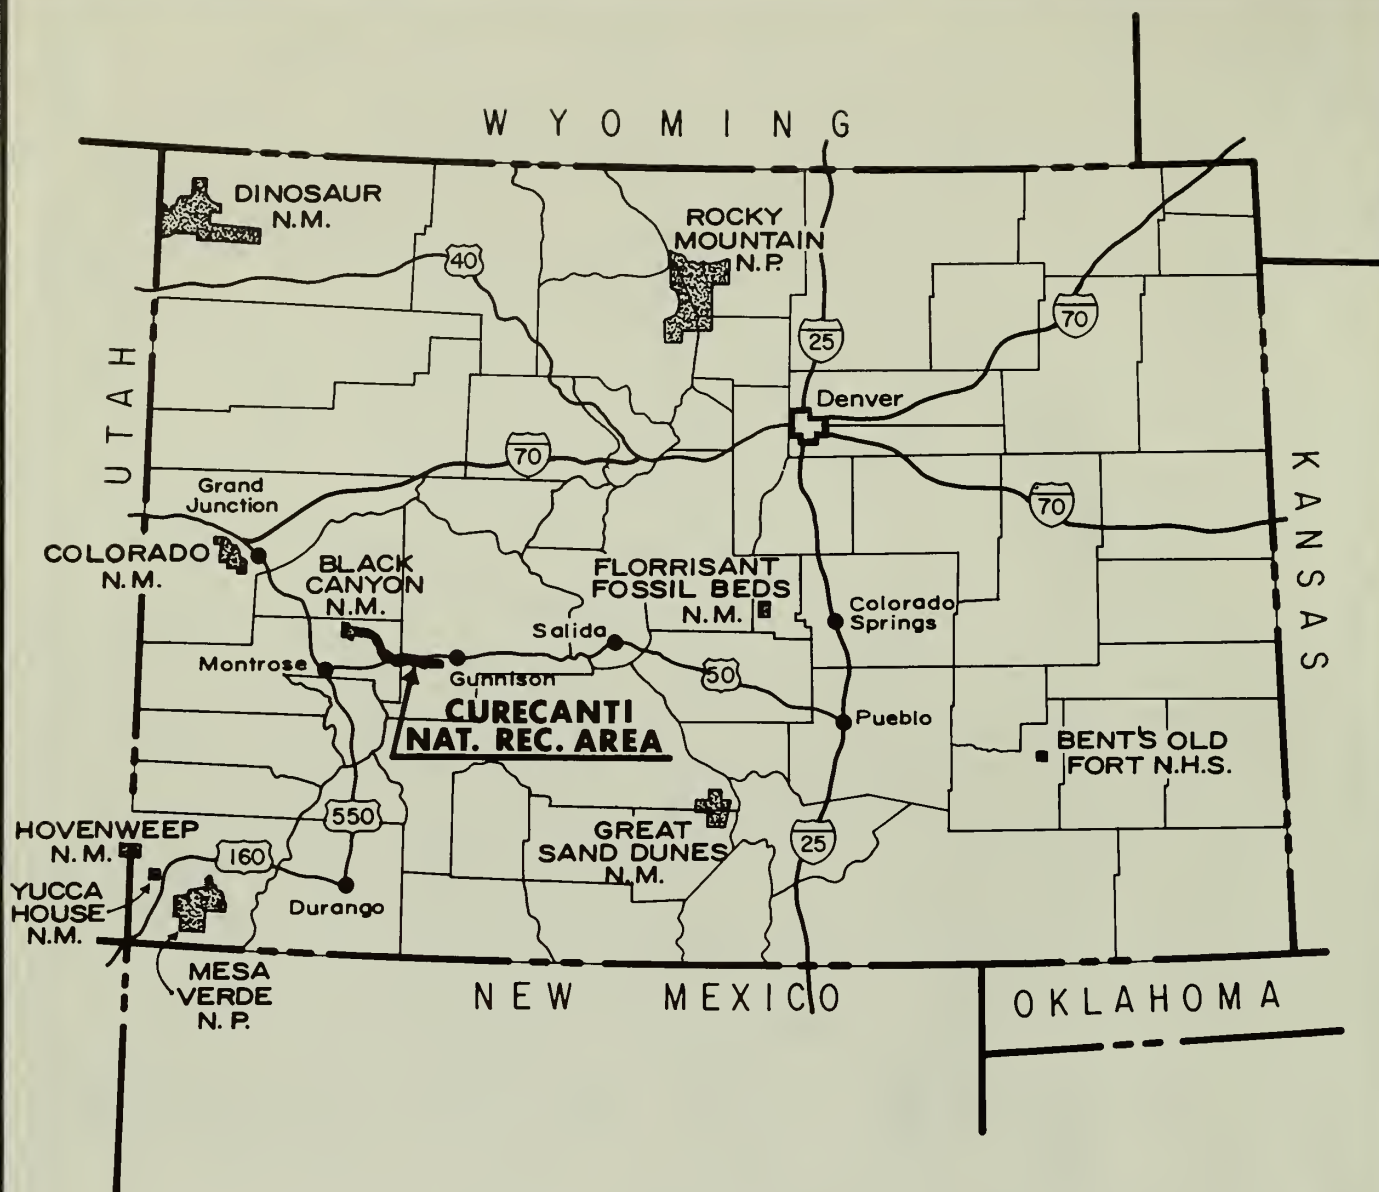 WYOMING
DINOSAUR
N.M.
ROCKY
MOUNTAIN
N.P.
40
25
70
UTAH
Denver
70
KANSAS
70
Grand
Junction
COLORADO
N.M.
BLACK
CANYON
N.M.
FLORRISANT
FOSSIL BEDS
N.M.
Colorado
Springs
Salida
Montrose
Gunnison
50
Pueblo
CURECANTI
NAT. REC. AREA
BENT'S OLD
FORT N.H.S.
550
GREAT
SAND DUNES
N.M.
25
HOVENWEEP
N.M.
160
YUCCA
HOUSE
N.M.
Durango
MESA
VERDE
N.P.
NEW MEXICO
OKLAHOMA